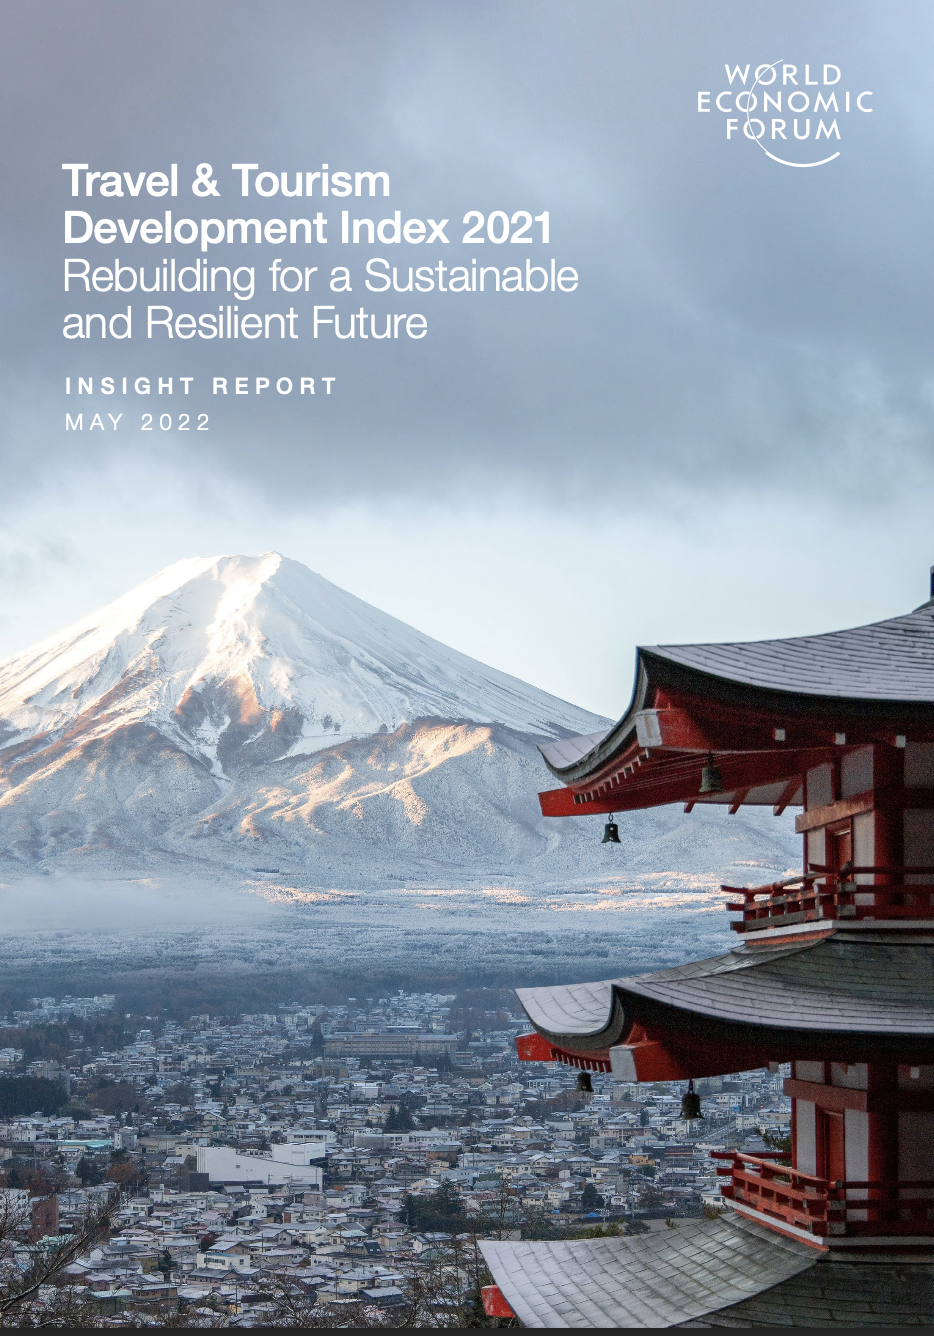 WORLD
ECONOMIC
FORUM
Travel & Tourism
Development Index 2021
Rebuilding for a Sustainable
and Resilient Future
INSIGHT REPORT
MAY 2022